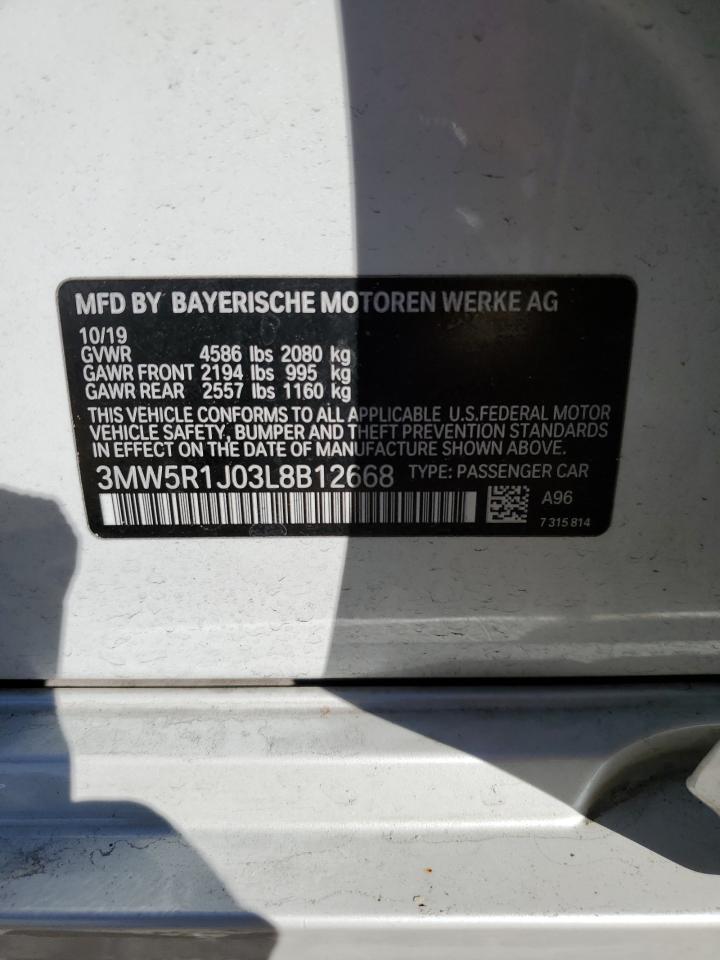 MFD BY BAYERISCHE MOTOREN WERKE AG
10/19
GVWR 4586 lbs 2080 kg
GAWR FRONT 2194 lbs 995 kg
GAWR REAR 2557 lbs 1160 kg
THIS VEHICLE CONFORMS TO ALL APPLICABLE U.S.FEDERAL MOTOR
VEHICLE SAFETY, BUMPER AND THEFT PREVENTION STANDARDS
IN EFFECT ON THE DATE OF MANUFACTURE SHOWN ABOVE.
3MW5R1J03L8B12668 TYPE: PASSENGER CAR
A96
7 315 814